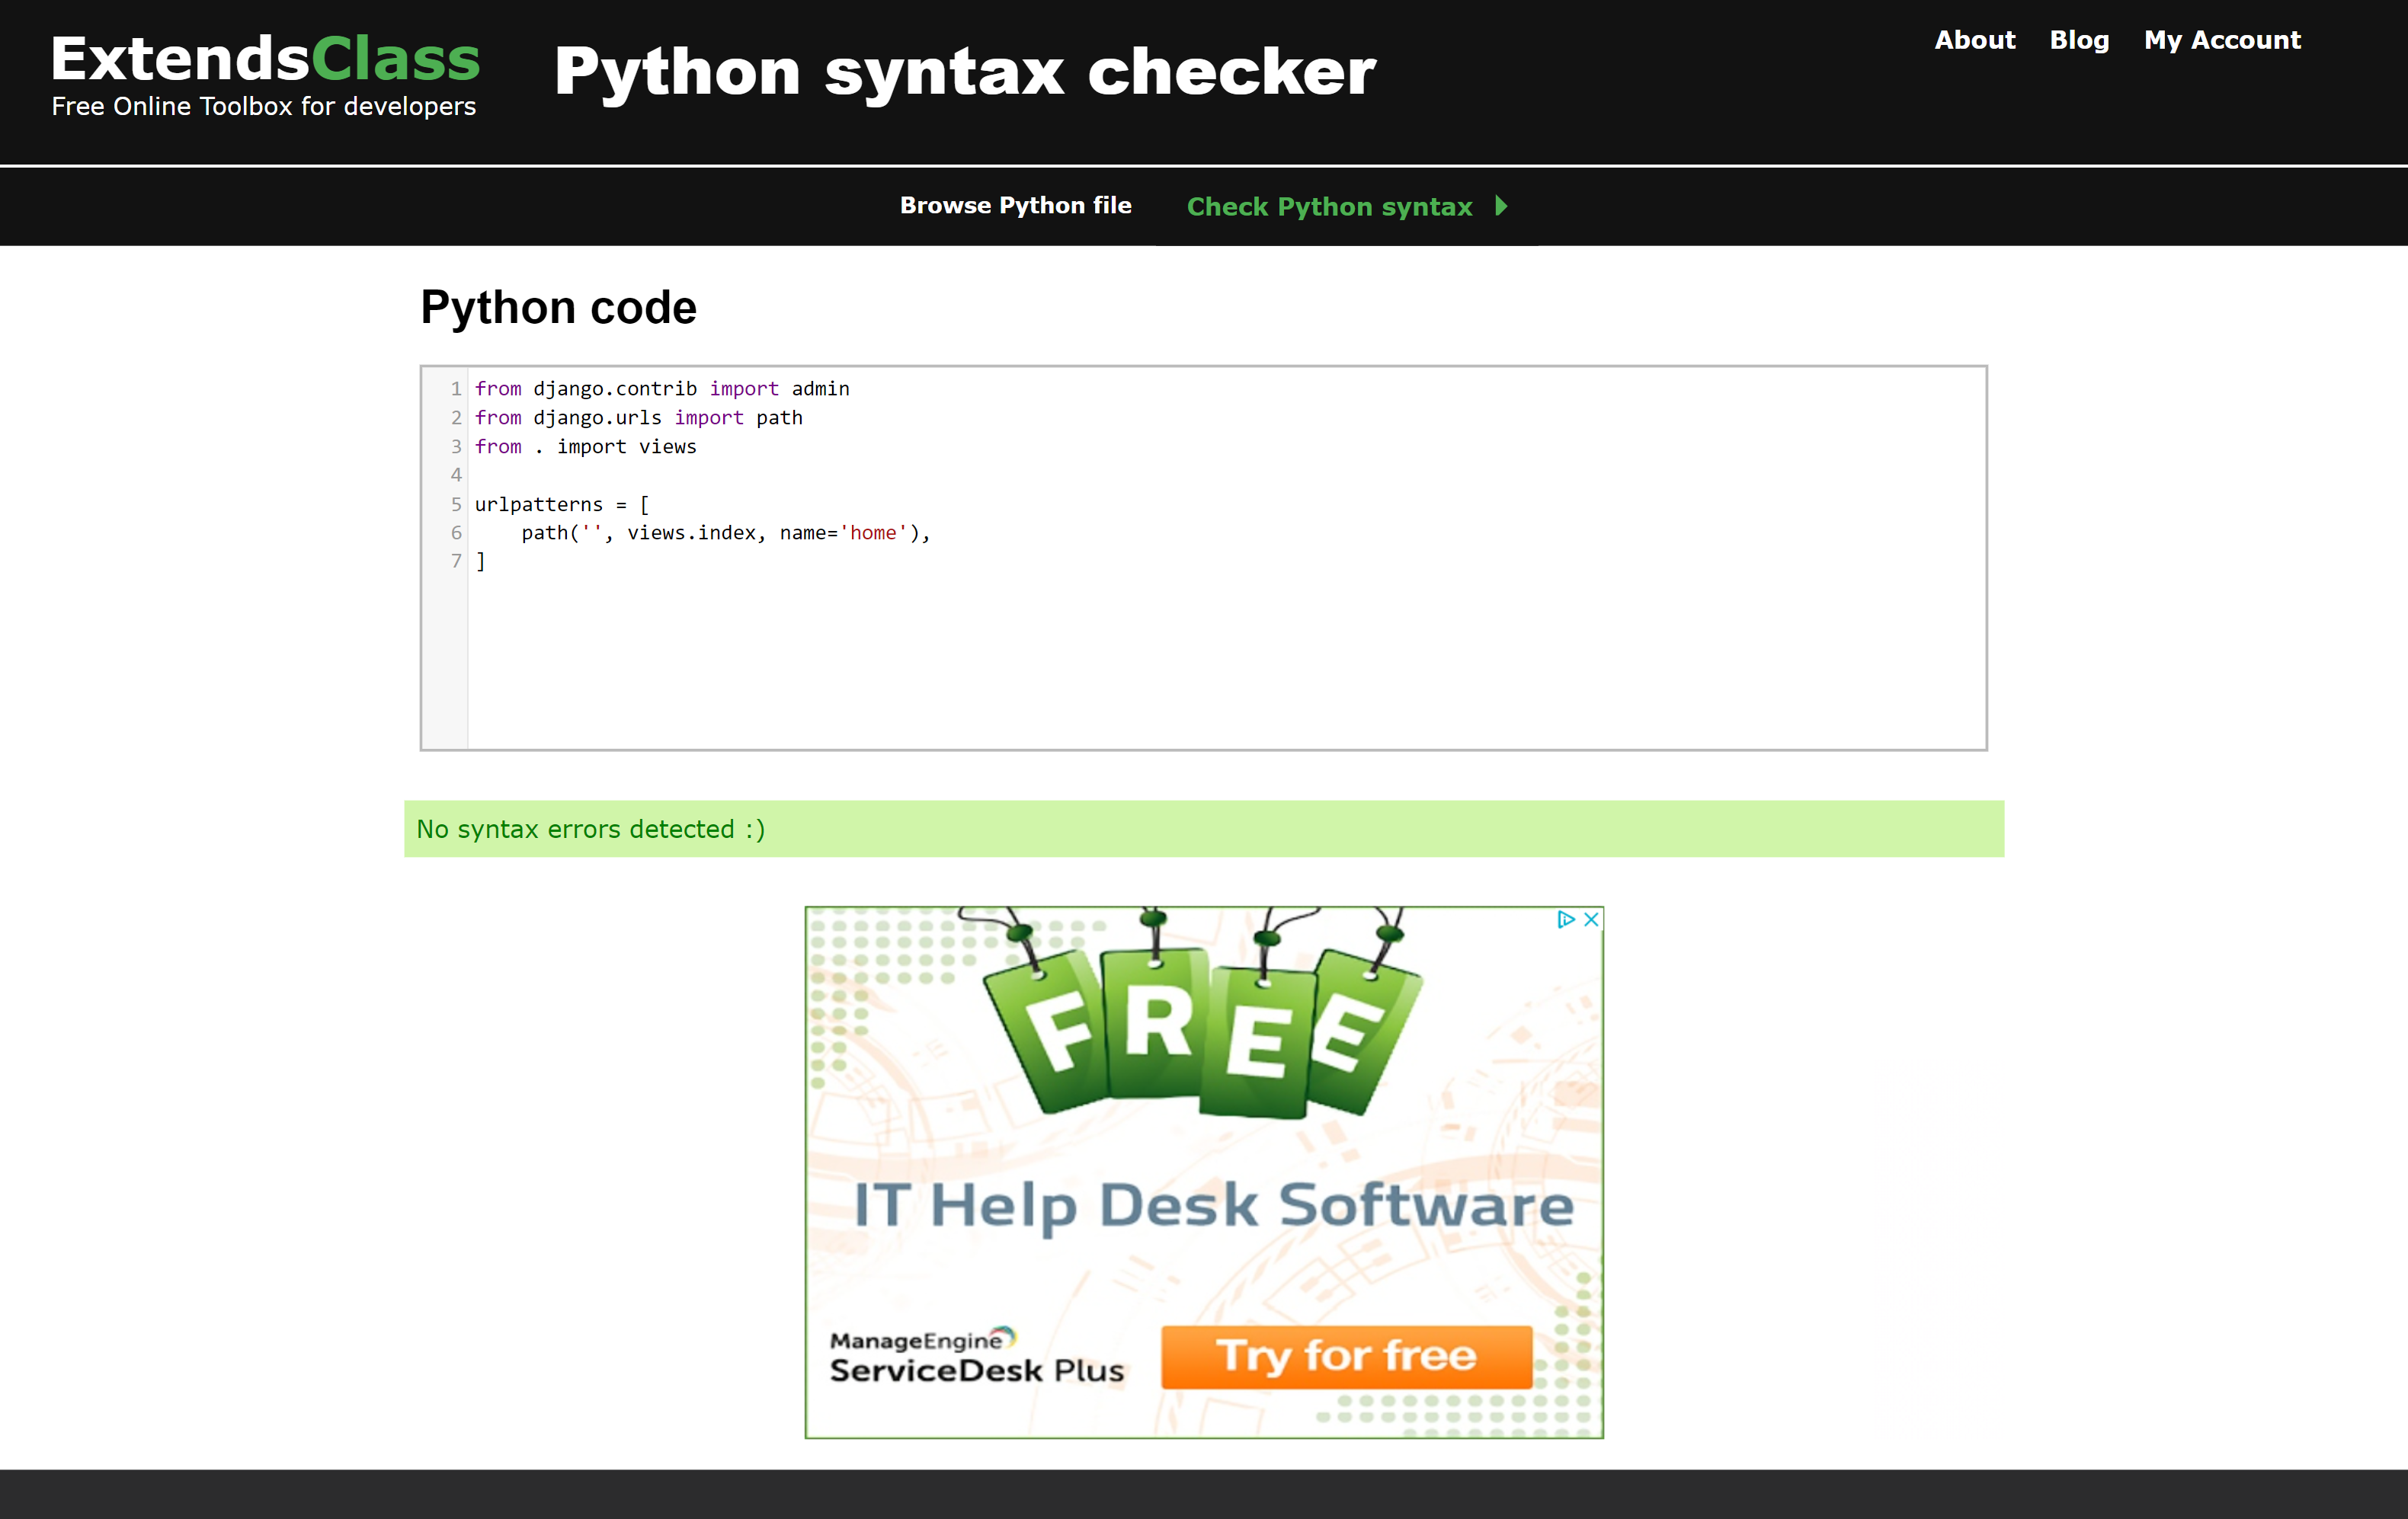 ExtendsClass
Free Online Toolbox for developers
Python syntax checker
About Blog My Account
Browse Python file Check Python syntax
Python code
1 from django.contrib import admin
2 from django.urls import path
3 from . import views
4
5 urlpatterns = [
6     path('', views.index, name='home'),
7 ]
No syntax errors detected :)
FREE
IT Help Desk Software
ManageEngine
ServiceDesk Plus
Try for free